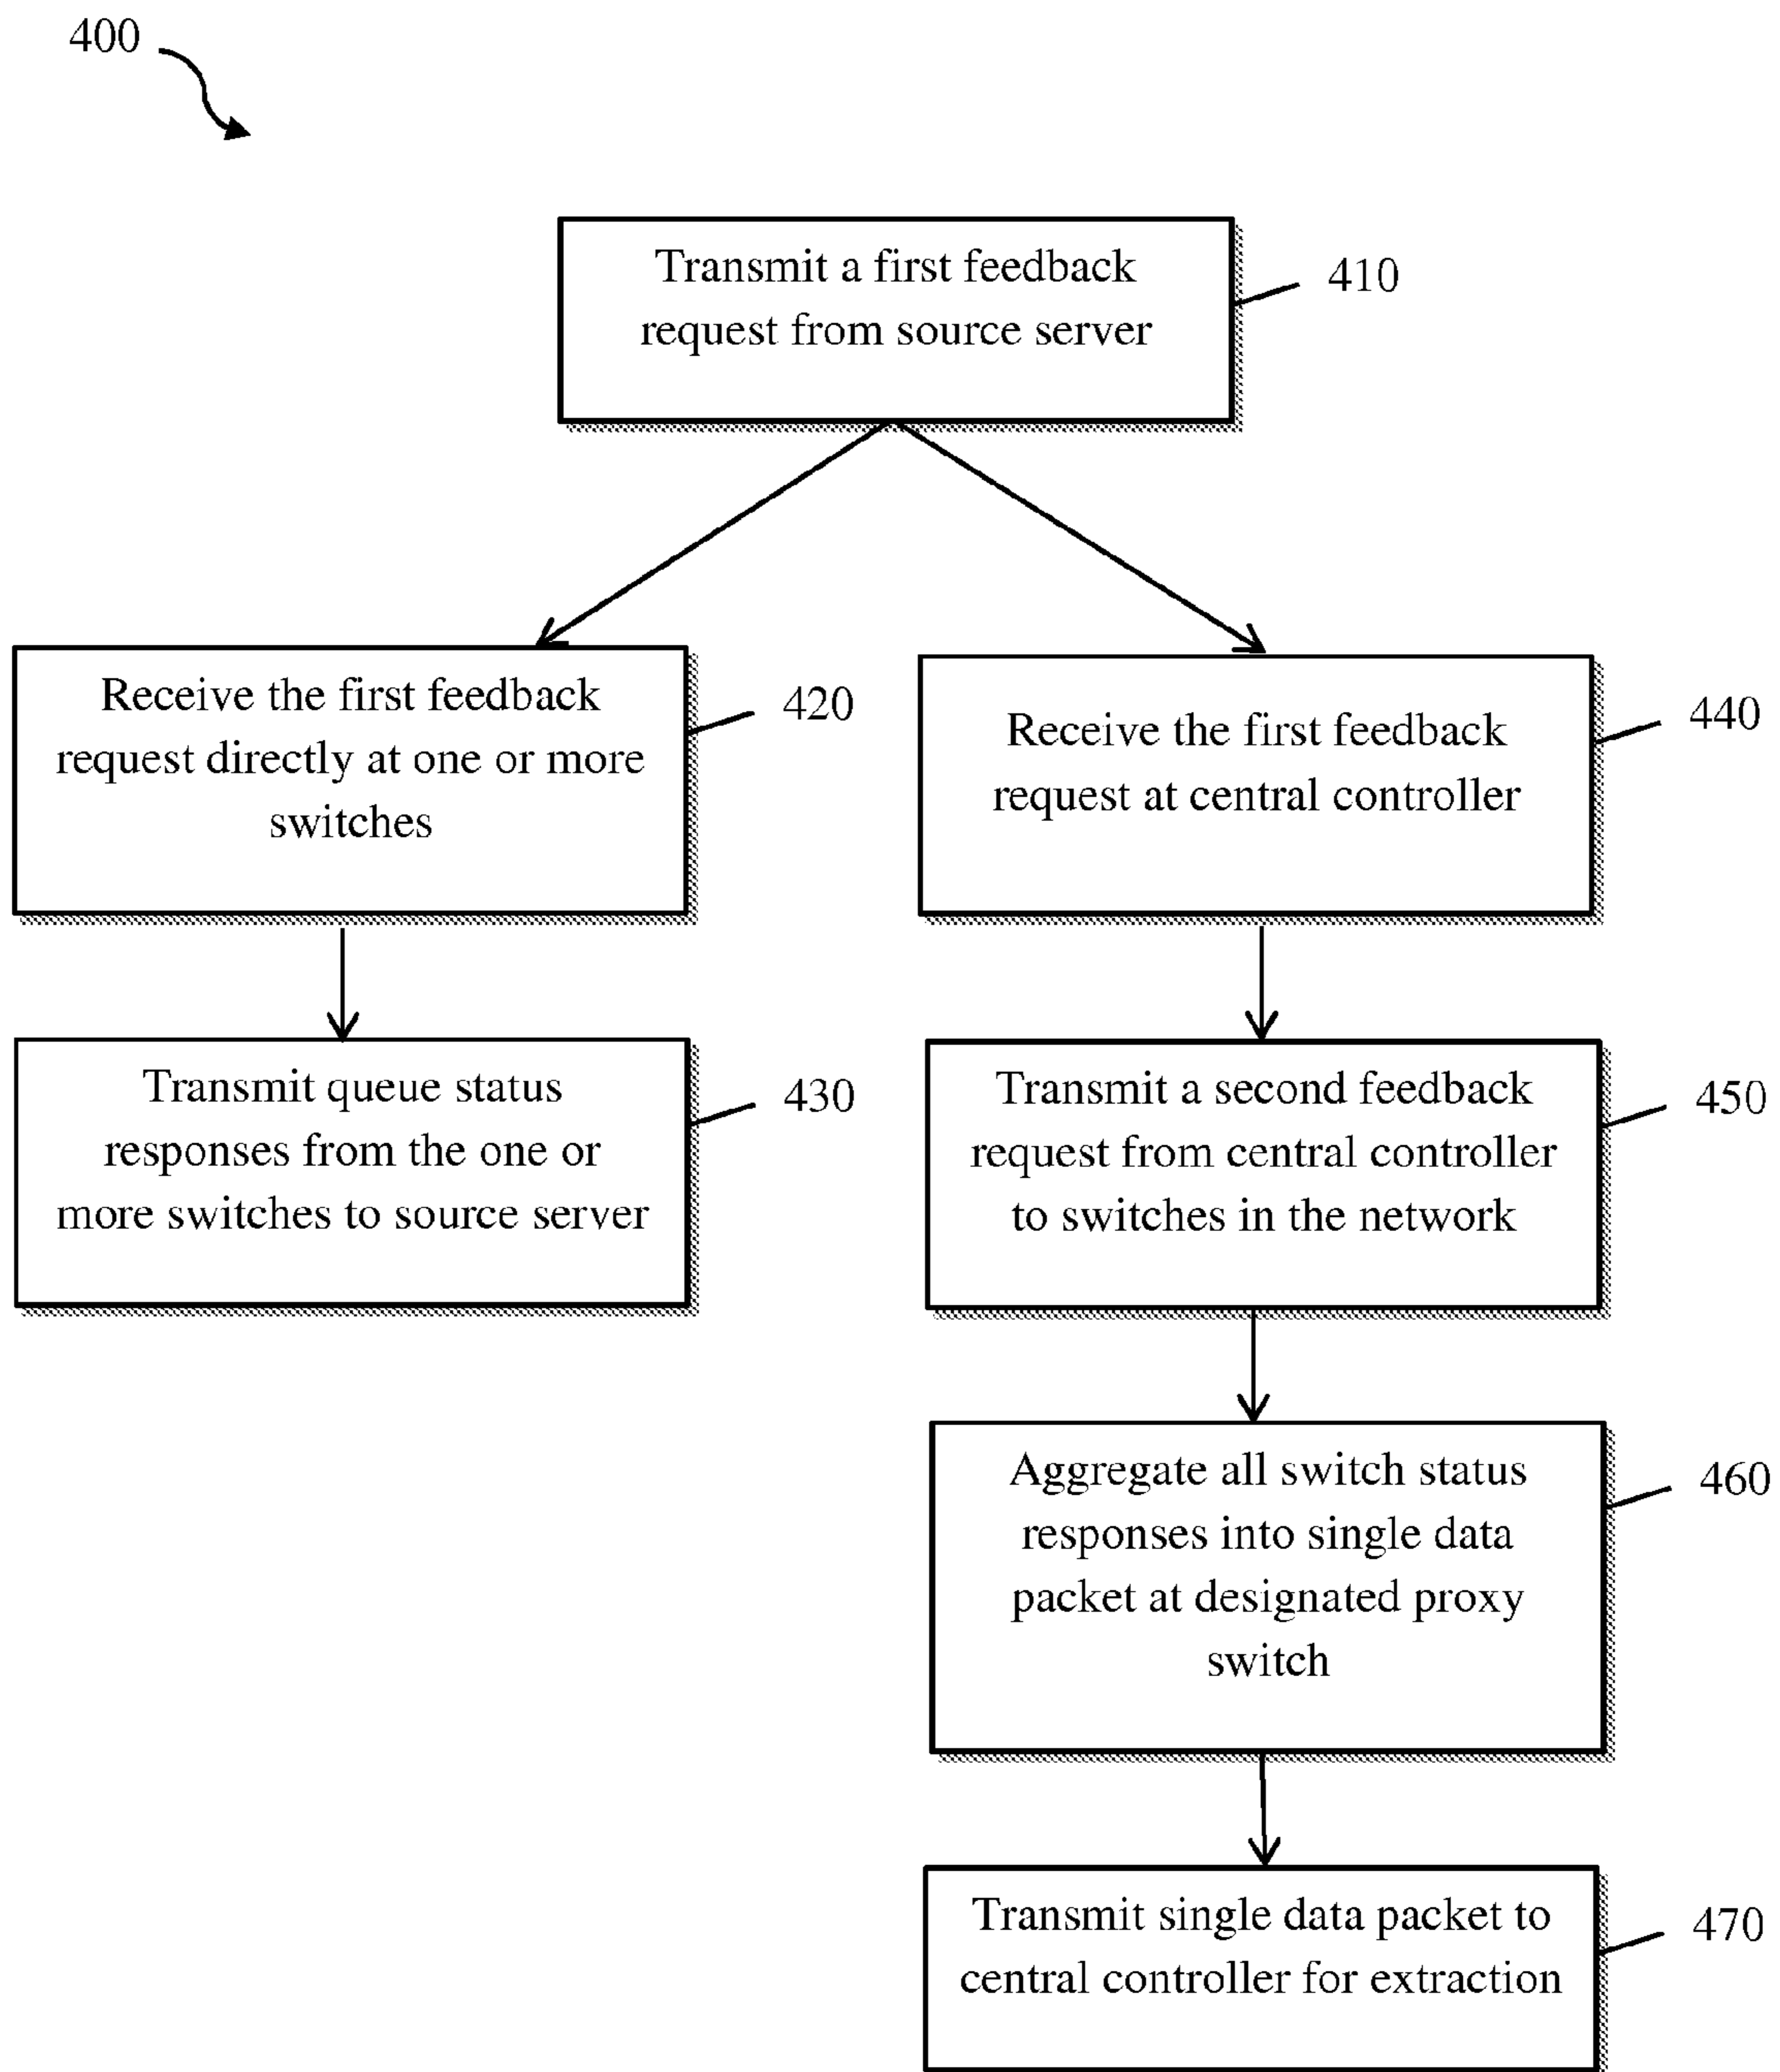 400
Transmit a first feedback
request from source server
410
Receive the first feedback
request directly at one or more
switches
420
Transmit queue status
responses from the one or
more switches to source server
430
Receive the first feedback
request at central controller
440
Transmit a second feedback
request from central controller
to switches in the network
450
Aggregate all switch status
responses into single data
packet at designated proxy
switch
460
Transmit single data packet to
central controller for extraction
470